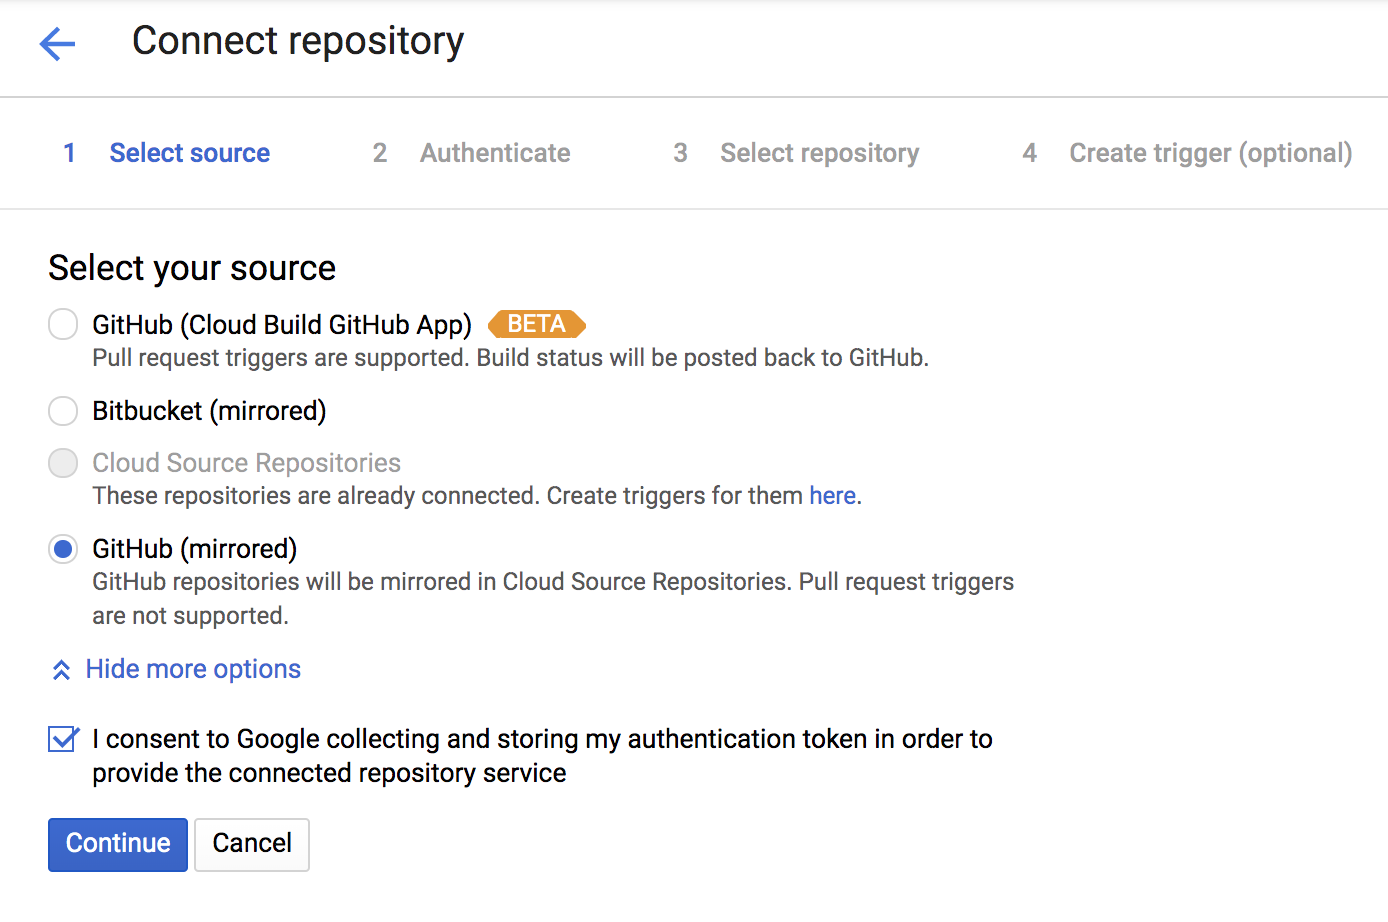 Connect repository
1 Select source 2 Authenticate 3 Select repository 4 Create trigger (optional)
Select your source
GitHub (Cloud Build GitHub App) BETA
Pull request triggers are supported. Build status will be posted back to GitHub.
Bitbucket (mirrored)
Cloud Source Repositories
These repositories are already connected. Create triggers for them here.
GitHub (mirrored)
GitHub repositories will be mirrored in Cloud Source Repositories. Pull request triggers
are not supported.
Hide more options
I consent to Google collecting and storing my authentication token in order to
provide the connected repository service
Continue Cancel